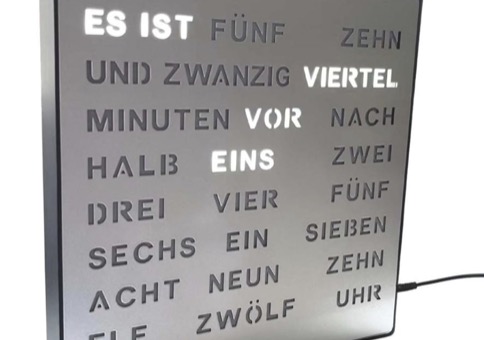 ES IST FÜNF ZEHN
UND ZWANZIG VIERTEL
MINUTEN VOR NACH
HALB EINS ZWEI
DREI VIER FÜNF
SECHS EIN SIEBEN
ACHT NEUN ZEHN
ELF ZWÖLF UHR